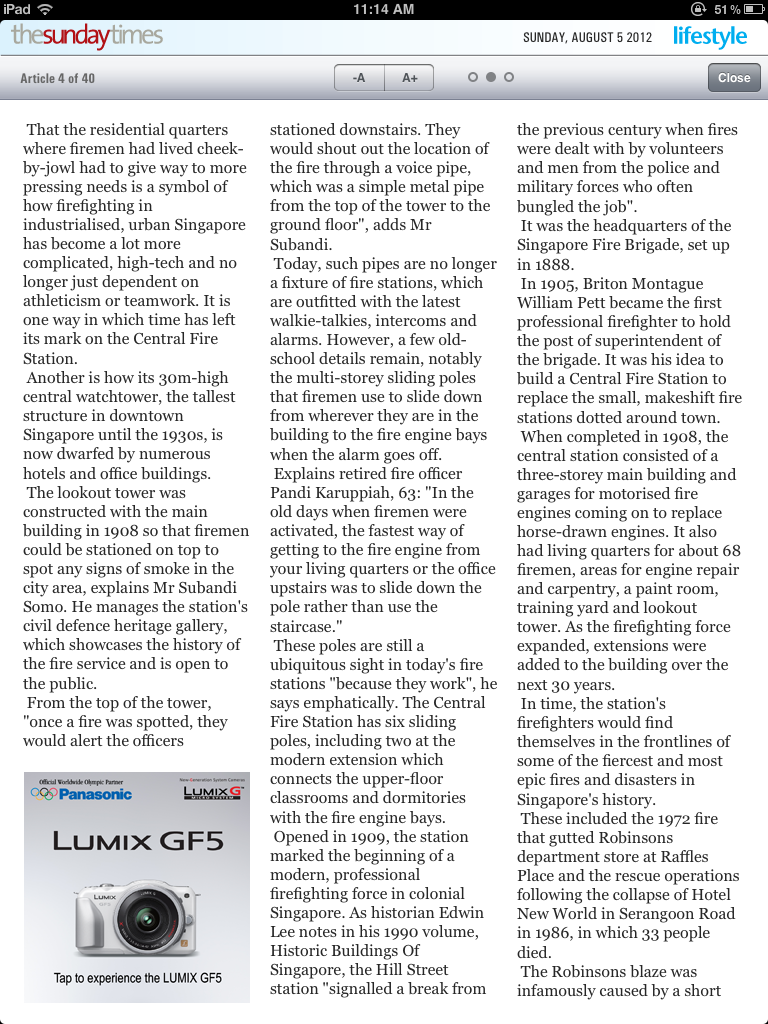 iPad
11:14 AM
51%
thesundaytimes
SUNDAY, AUGUST 5 2012
lifestyle
Article 4 of 40
-A
A+
Close
That the residential quarters
where firemen had lived cheek-
by-jowl had to give way to more
pressing needs is a symbol of
how firefighting in
industrialised, urban Singapore
has become a lot more
complicated, high-tech and no
longer just dependent on
athleticism or teamwork. It is
one way in which time has left
its mark on the Central Fire
Station.
Another is how its 30m-high
central watchtower, the tallest
structure in downtown
Singapore until the 1930s, is
now dwarfed by numerous
hotels and office buildings.
The lookout tower was
constructed with the main
building in 1908 so that firemen
could be stationed on top to
spot any signs of smoke in the
city area, explains Mr Subandi
Somo. He manages the station's
civil defence heritage gallery,
which showcases the history of
the fire service and is open to
the public.
From the top of the tower,
"once a fire was spotted, they
would alert the officers
Official Worldwide Olympic Partner
Panasonic
New-Generation System Cameras
LUMIX G
MICRO SYSTEM
LUMIX GF5
LUMIX
Tap to experience the LUMIX GF5
stationed downstairs. They
would shout out the location of
the fire through a voice pipe,
which was a simple metal pipe
from the top of the tower to the
ground floor", adds Mr
Subandi.
Today, such pipes are no longer
a fixture of fire stations, which
are outfitted with the latest
walkie-talkies, intercoms and
alarms. However, a few old-
school details remain, notably
the multi-storey sliding poles
that firemen use to slide down
from wherever they are in the
building to the fire engine bays
when the alarm goes off.
Explains retired fire officer
Pandi Karuppiah, 63: "In the
old days when firemen were
activated, the fastest way of
getting to the fire engine from
your living quarters or the office
upstairs was to slide down the
pole rather than use the
staircase."
These poles are still a
ubiquitous sight in today's fire
stations "because they work", he
says emphatically. The Central
Fire Station has six sliding
poles, including two at the
modern extension which
connects the upper-floor
classrooms and dormitories
with the fire engine bays.
Opened in 1909, the station
marked the beginning of a
modern, professional
firefighting force in colonial
Singapore. As historian Edwin
Lee notes in his 1990 volume,
Historic Buildings Of
Singapore, the Hill Street
station "signalled a break from
the previous century when fires
were dealt with by volunteers
and men from the police and
military forces who often
bungled the job".
It was the headquarters of the
Singapore Fire Brigade, set up
in 1888.
In 1905, Briton Montague
William Pett became the first
professional firefighter to hold
the post of superintendent of
the brigade. It was his idea to
build a Central Fire Station to
replace the small, makeshift fire
stations dotted around town.
When completed in 1908, the
central station consisted of a
three-storey main building and
garages for motorised fire
engines coming on to replace
horse-drawn engines. It also
had living quarters for about 68
firemen, areas for engine repair
and carpentry, a paint room,
training yard and lookout
tower. As the firefighting force
expanded, extensions were
added to the building over the
next 30 years.
In time, the station's
firefighters would find
themselves in the frontlines of
some of the fiercest and most
epic fires and disasters in
Singapore's history.
These included the 1972 fire
that gutted Robinsons
department store at Raffles
Place and the rescue operations
following the collapse of Hotel
New World in Serangoon Road
in 1986, in which 33 people
died.
The Robinsons blaze was
infamously caused by a short